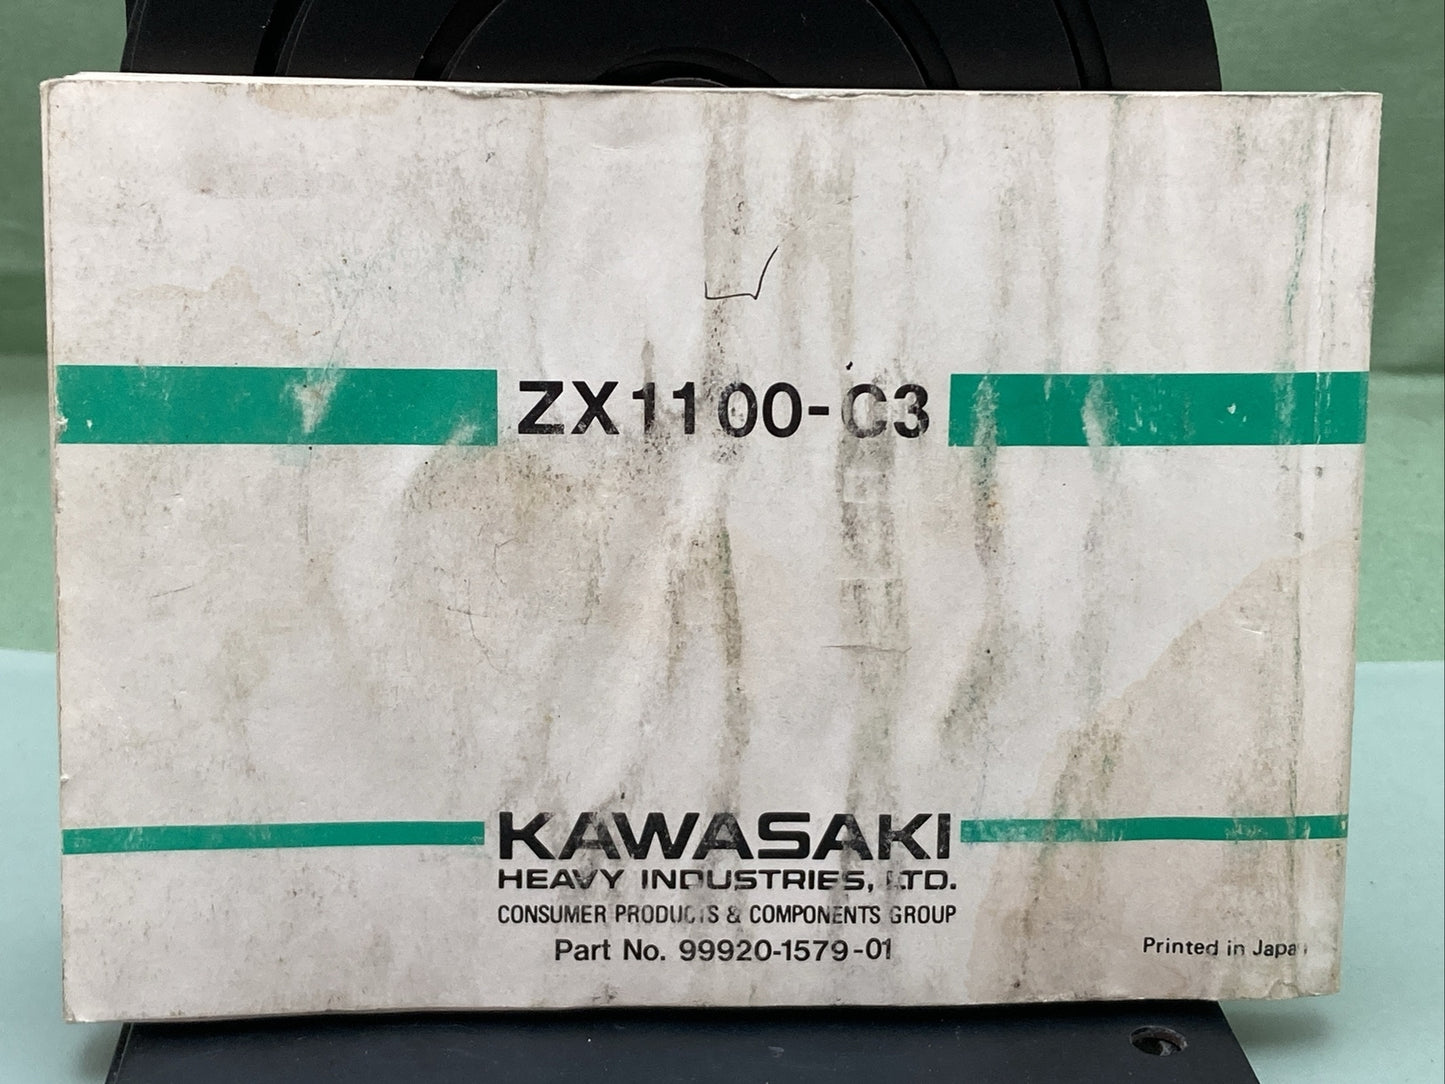 ZX1100-C3
KAWASAKI
HEAVY INDUSTRIES, LTD.
CONSUMER PRODUCTS & COMPONENTS GROUP
Part No. 99920-1579-01
Printed in Japan